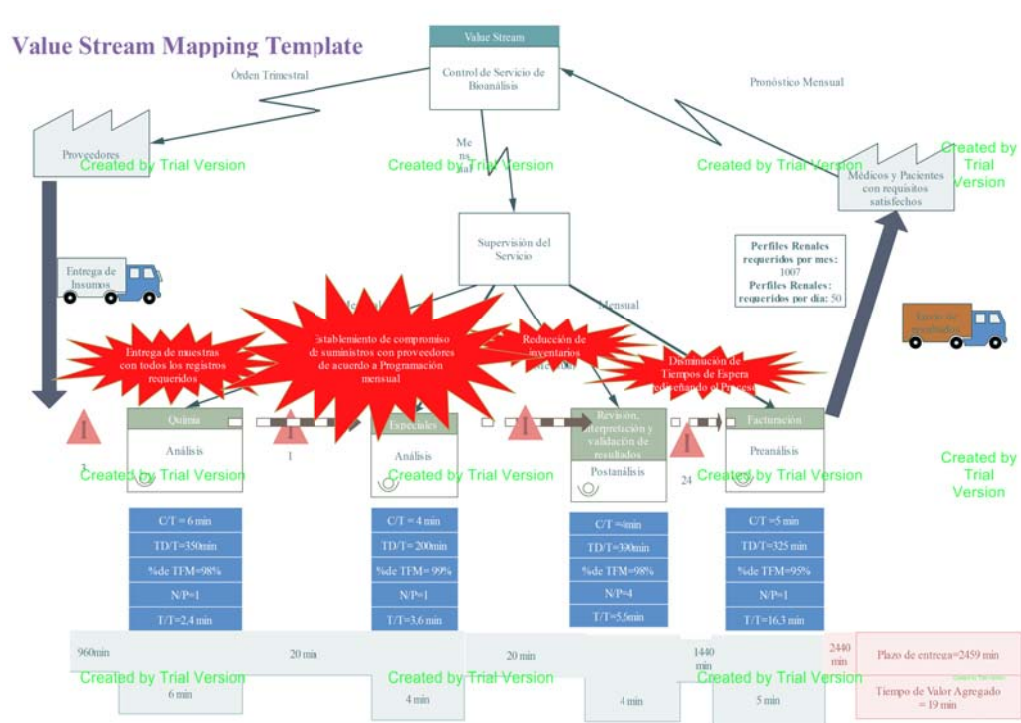 Value Stream Mapping Template
Value Stream
Control de Servicio de
Bioanálisis
Órden Trimestral
Pronóstico Mensual
Me
ns
ual
Proveedores
Created by Trial Version
Created by Trial Version
Created by Trial Version
Created by
Trial
Version
Médicos y Pacientes
con requisitos
satisfechos
Supervisión del
Servicio
Perfiles Renales
requeridos por mes:
1007
Perfiles Renales:
requeridos por día: 50
Entrega de
Insumos
resultados
Mensual
Entrega de muestras
con todos los registros
requeridos
Establemiento de compromiso
de suministros con proveedores
de acuerdo a Programación
mensual
Reducción de
inventarios
Disminución de
Tiempos de Espera
rediseñando el Proceso
I
I
I
I
1
24
Química
Análisis
Especiales
Análisis
Revisión,
interpretación y
validación de
resultados
Postanálisis
Facturación
Preanálisis
Created by Trial Version
Created by Trial Version
Created by Trial Version
Created by
Trial
Version
C/T = 6 min
TD/T=350min
%de TFM=98%
N/P=1
T/T=2,4 min
C/T = 4 min
TD/T= 200min
%de TFM= 99%
N/P=1
T/T=3,6 min
C/T =4min
TD/T=390min
%de TFM=98%
N/P=4
T/T=5,6min
C/T =5 min
TD/T=325 min
%de TFM=95%
N/P=1
T/T=16,3 min
960min
20 min
20 min
1440
min
2440
min
Plazo de entrega=2459 min
Created by Trial Version
Created by Trial Version
Created by Trial Version
Created by Trial Version
6 min
4 min
4 min
5 min
Tiempo de Valor Agregado
= 19 min